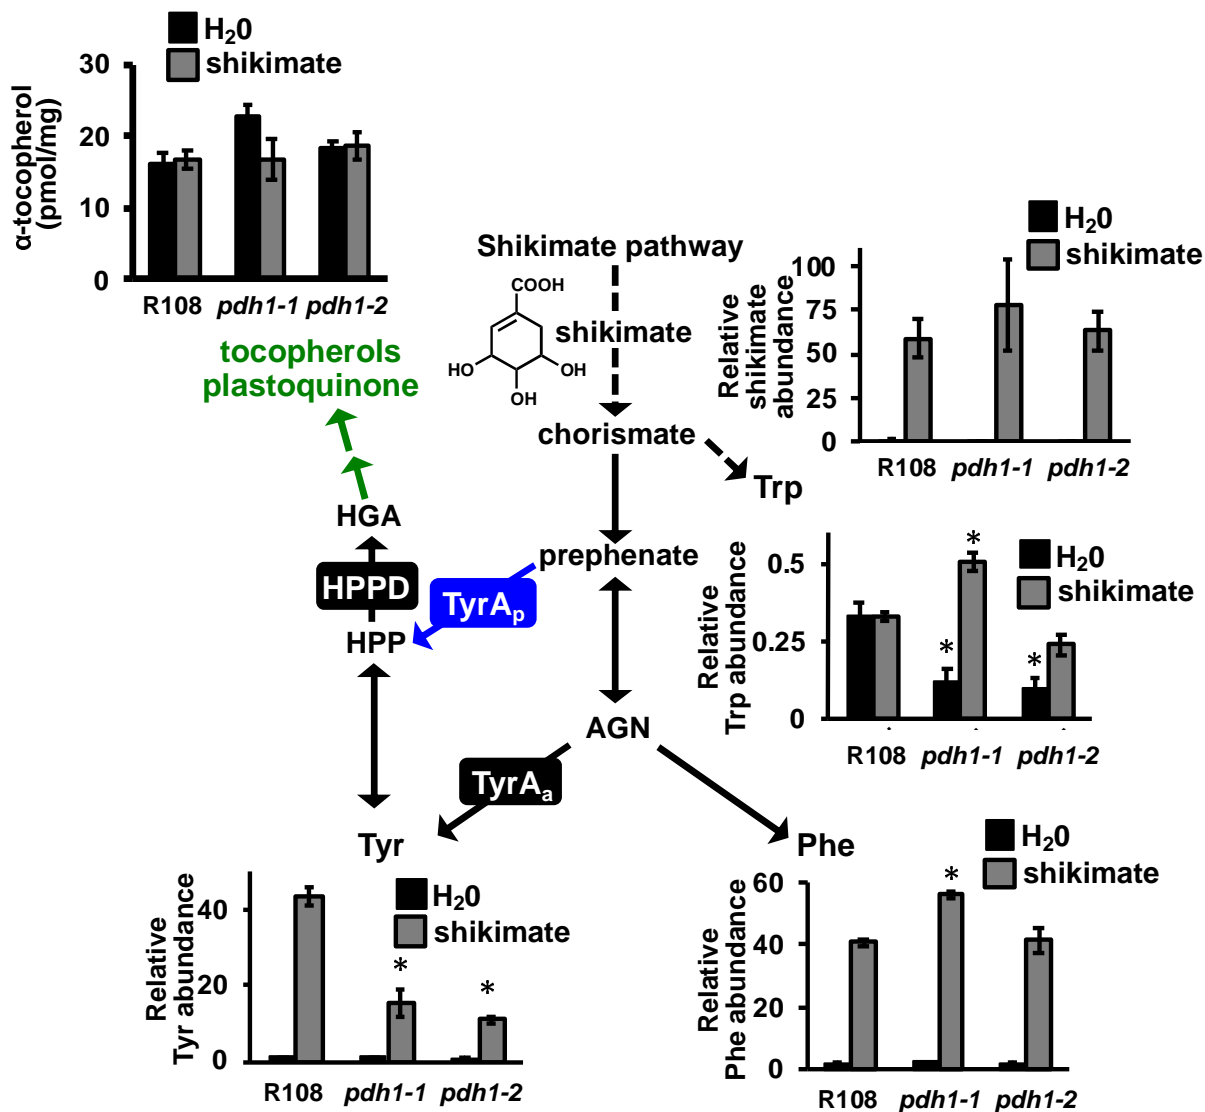 H20
shikimate
30
20
10
0
α-tocopherol
(pmol/mg)
R108 pdh1-1 pdh1-2
tocopherols
plastoquinone
HGA
HPPD
HPP
TyrAp
Shikimate pathway
COOH
HO
OH
OH
shikimate
chorismate
Trp
prephenate
AGN
TyrAa
Tyr
Phe
H20
shikimate
100
75
50
25
0
Relative
shikimate
abundance
R108 pdh1-1 pdh1-2
H20
shikimate
0.5
0.25
0
Relative
Trp abundance
*
*
*
R108 pdh1-1 pdh1-2
H20
shikimate
40
20
0
Relative
Tyr abundance
*
*
R108 pdh1-1 pdh1-2
H20
shikimate
60
40
20
0
Relative
Phe abundance
*
R108 pdh1-1 pdh1-2